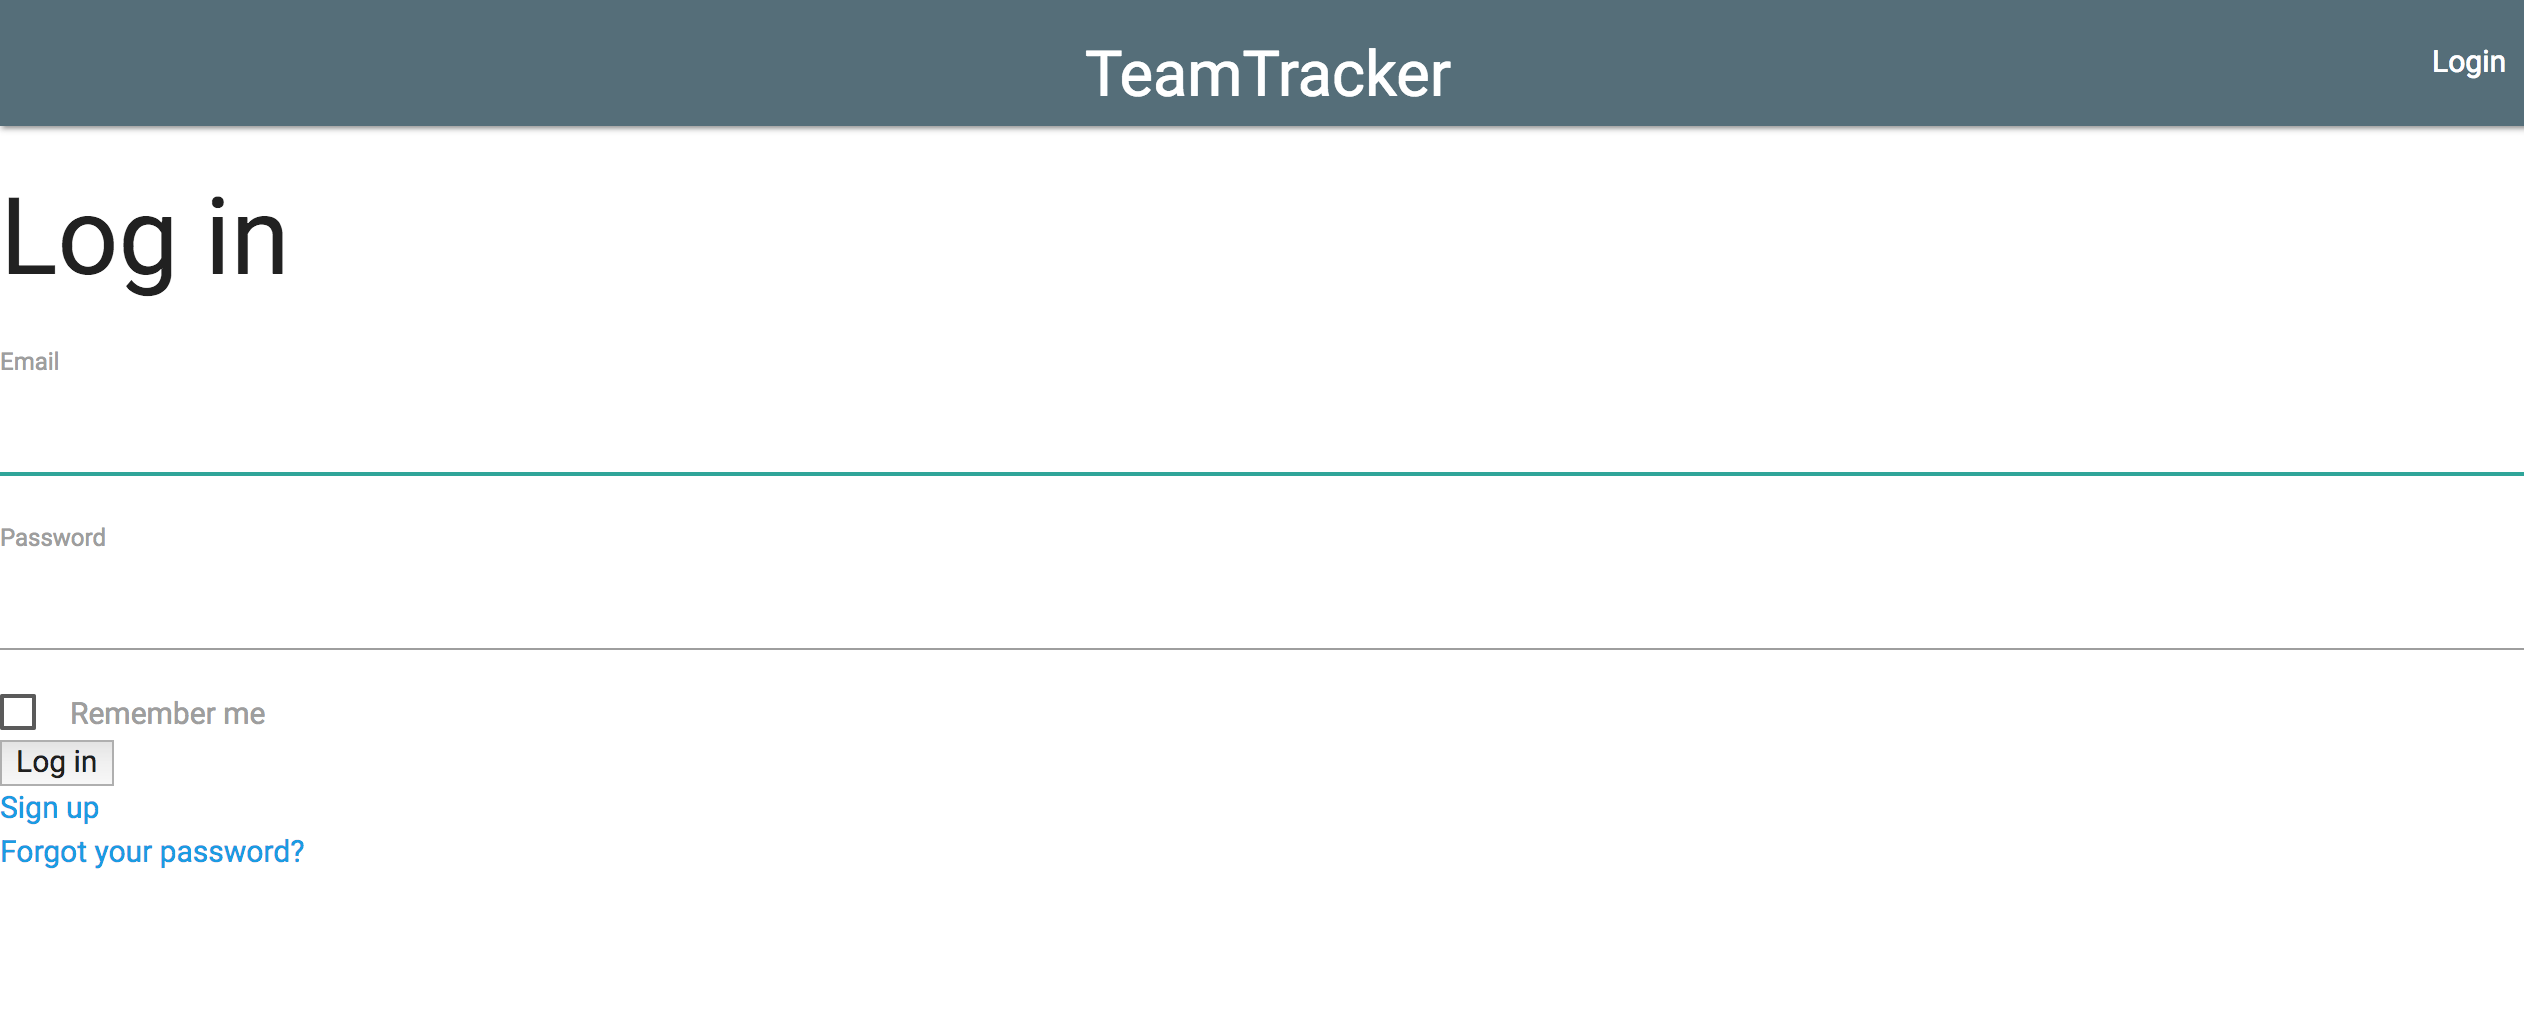 TeamTracker
Login
Log in
Email
Password
Remember me
Log in
Sign up
Forgot your password?